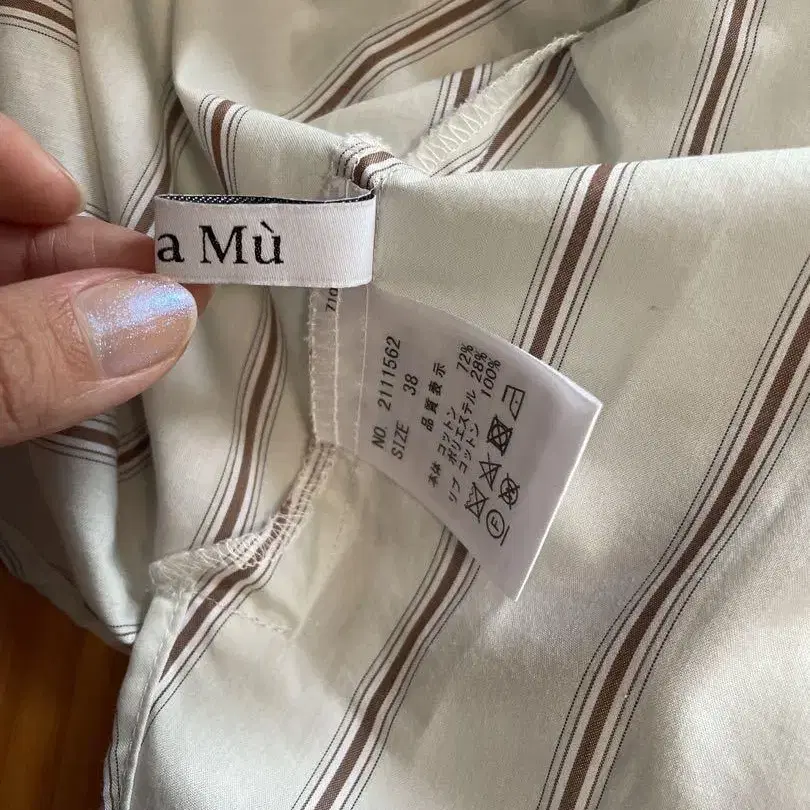 a Mù
710
NO. 2111562
SIZE 38
品質表示
本体 コットン 72%
ポリエステル 28%
リブ コットン 100%
F